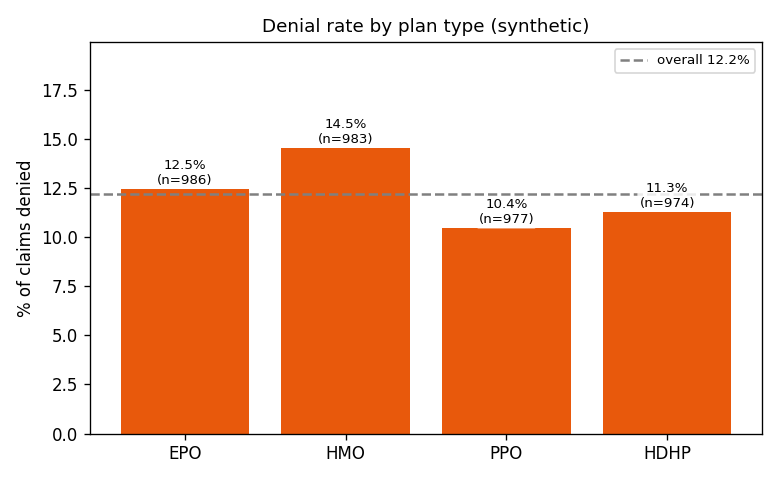 Denial rate by plan type (synthetic)
overall 12.2%
% of claims denied
17.5
15.0
12.5
10.0
7.5
5.0
2.5
0.0
12.5%
(n=986)
14.5%
(n=983)
10.4%
(n=977)
11.3%
(n=974)
EPO
HMO
PPO
HDHP